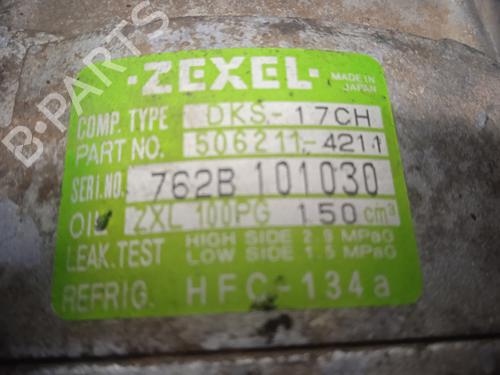 ·ZEXEL·
MADE IN
JAPAN
COMP. TYPE DKS-17CH
PART NO. 506211-4211
SERI.NO. 762B 101030
OIL ZXL 100PG 150 cm³
LEAK.TEST HIGH SIDE 2.9 MPaG
LOW SIDE 1.5 MPaG
REFRIG. HFC-134a
B-PARTS